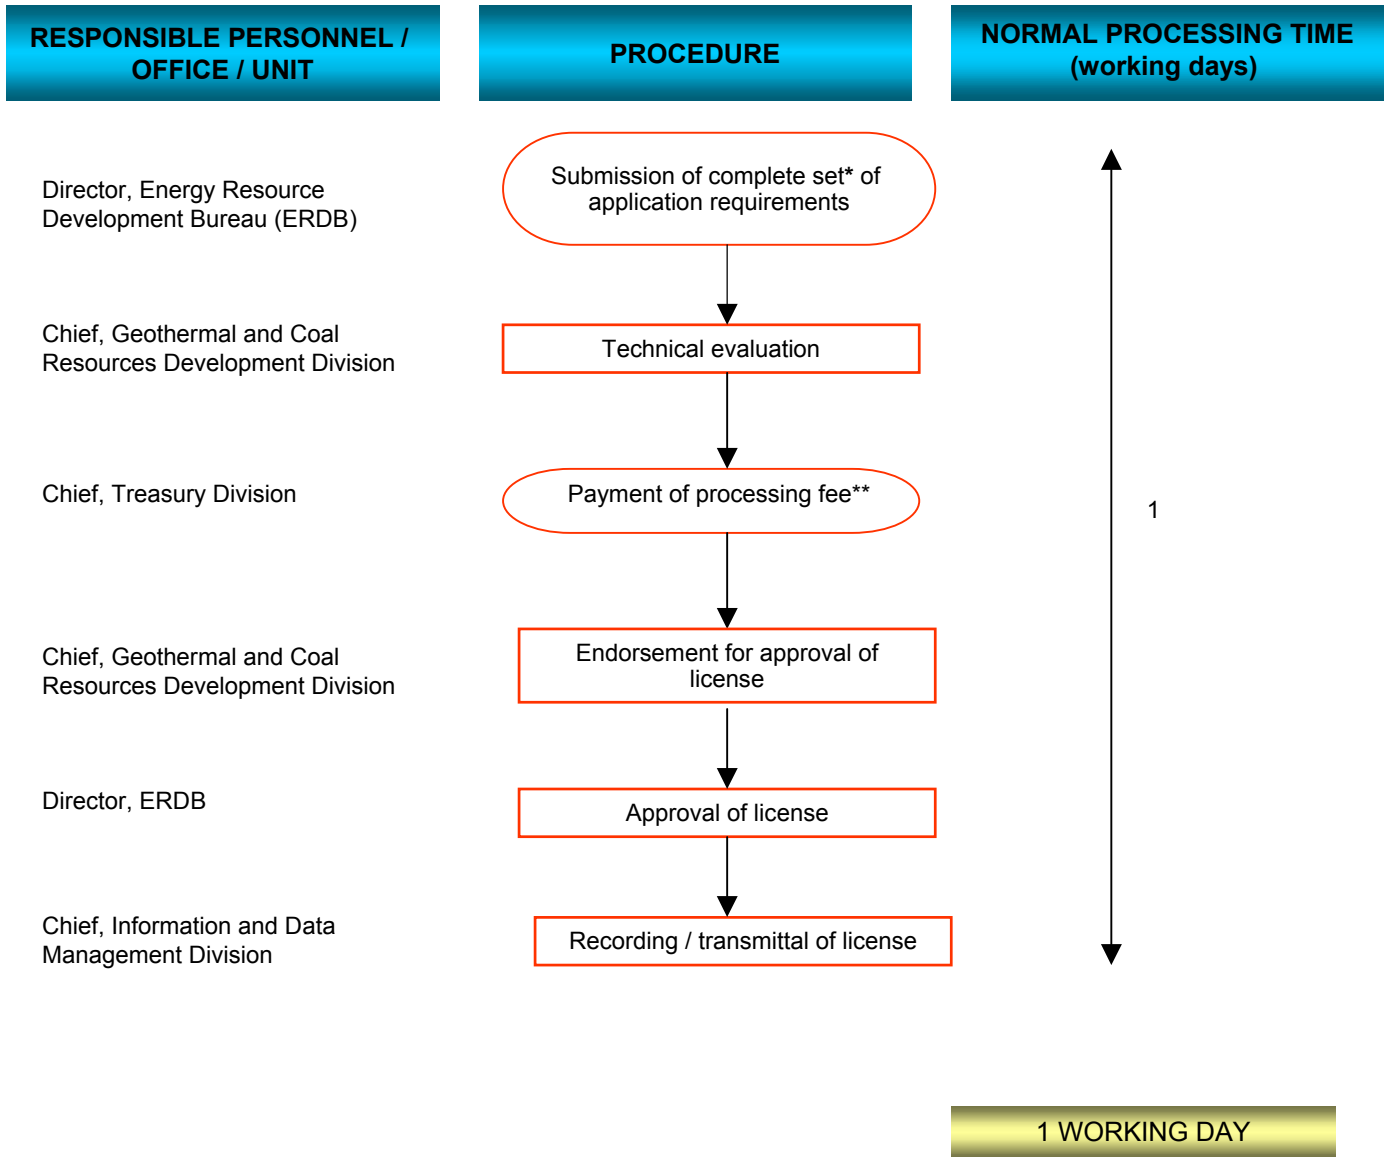 RESPONSIBLE PERSONNEL /
OFFICE / UNIT
PROCEDURE
NORMAL PROCESSING TIME
(working days)
Director, Energy Resource
Development Bureau (ERDB)
Submission of complete set* of
application requirements
Chief, Geothermal and Coal
Resources Development Division
Technical evaluation
Chief, Treasury Division
Payment of processing fee**
1
Chief, Geothermal and Coal
Resources Development Division
Endorsement for approval of
license
Director, ERDB
Approval of license
Chief, Information and Data
Management Division
Recording / transmittal of license
1 WORKING DAY